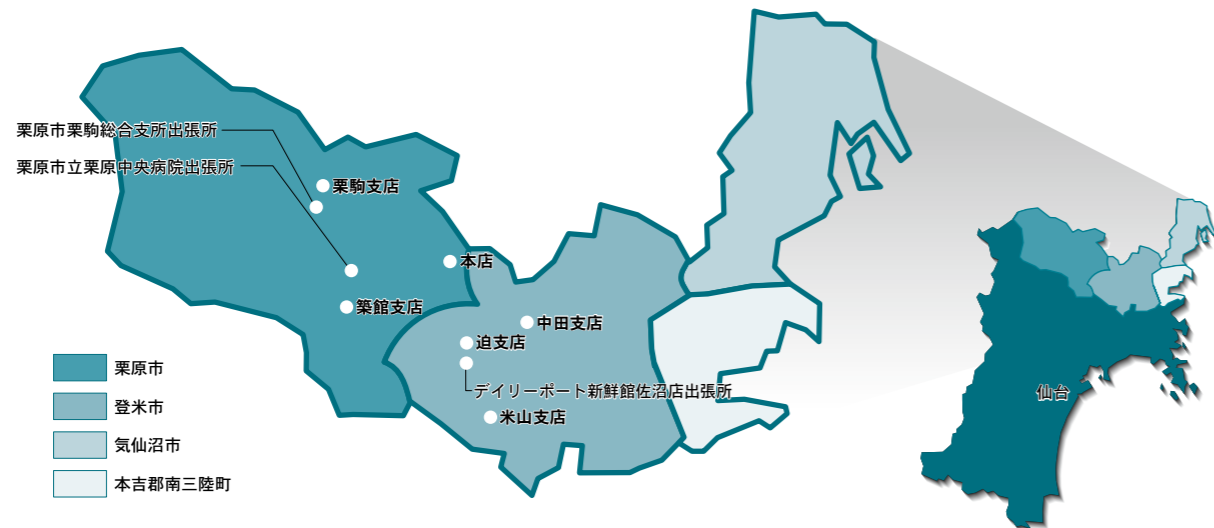 栗原市栗駒総合支所出張所
栗原市立栗原中央病院出張所
栗駒支店
本店
築館支店
中田支店
迫支店
デイリーポート新鮮館佐沼店出張所
米山支店
仙台
栗原市
登米市
気仙沼市
本吉郡南三陸町